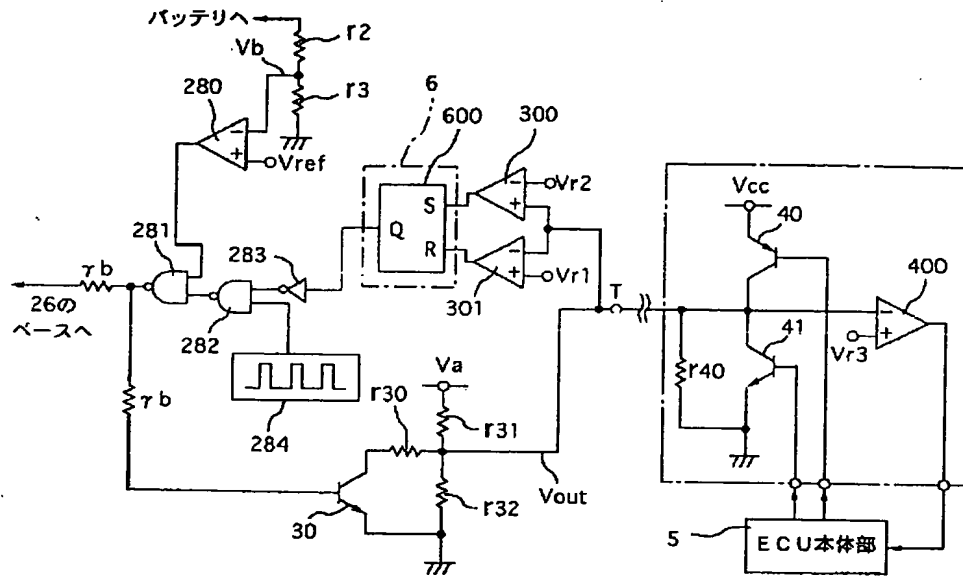 バッテリへ
r2
Vb
r3
280
Vref
6
600
300
S
Vr2
Q
R
Vr1
301
281
283
γb
26の
ベースへ
282
γb
284
Va
r30
r31
r32
30
Vout
T
Vcc
40
400
41
Vr3
r40
5
ECU本体部